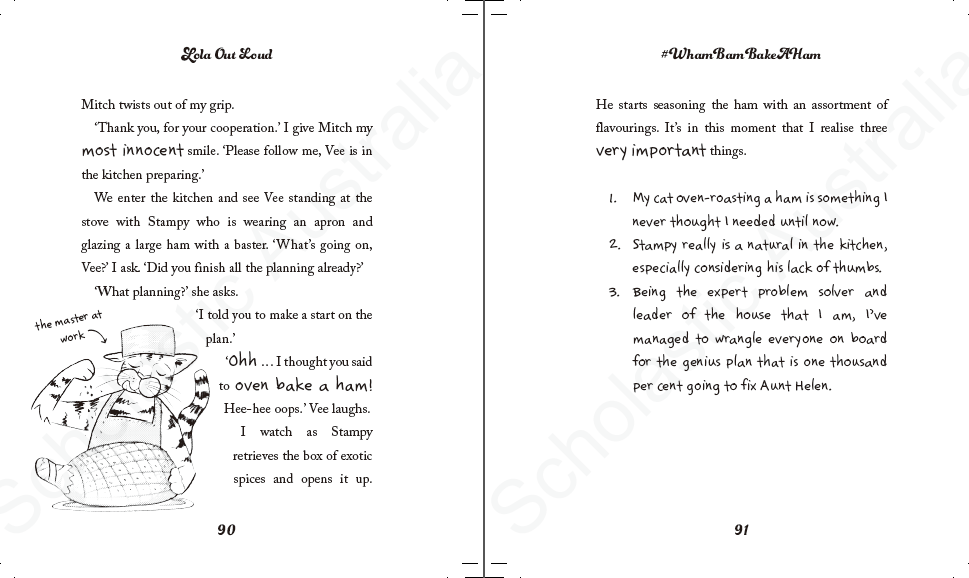 Lola Out Loud
Mitch twists out of my grip.
‘Thank you, for your cooperation.’ I give Mitch my
most innocent smile. ‘Please follow me, Vee is in
the kitchen preparing.’
We enter the kitchen and see Vee standing at the
stove with Stampy who is wearing an apron and
glazing a large ham with a baster. ‘What’s going on,
Vee?’ I ask. ‘Did you finish all the planning already?’
‘What planning?’ she asks.
‘I told you to make a start on the
plan.’
‘Ohh ... I thought you said
to oven bake a ham!
Hee-hee oops.’ Vee laughs.
I watch as Stampy
retrieves the box of exotic
spices and opens it up.
the master at
work
90
#WhamBamBakeAHam
He starts seasoning the ham with an assortment of
flavourings. It’s in this moment that I realise three
very important things.
1. My cat oven-roasting a ham is something I
never thought I needed until now.
2. Stampy really is a natural in the kitchen,
especially considering his lack of thumbs.
3. Being the expert problem solver and
leader of the house that I am, I’ve
managed to wrangle everyone on board
for the genius plan that is one thousand
per cent going to fix Aunt Helen.
91
Scholastic Australia
Scholastic Australia